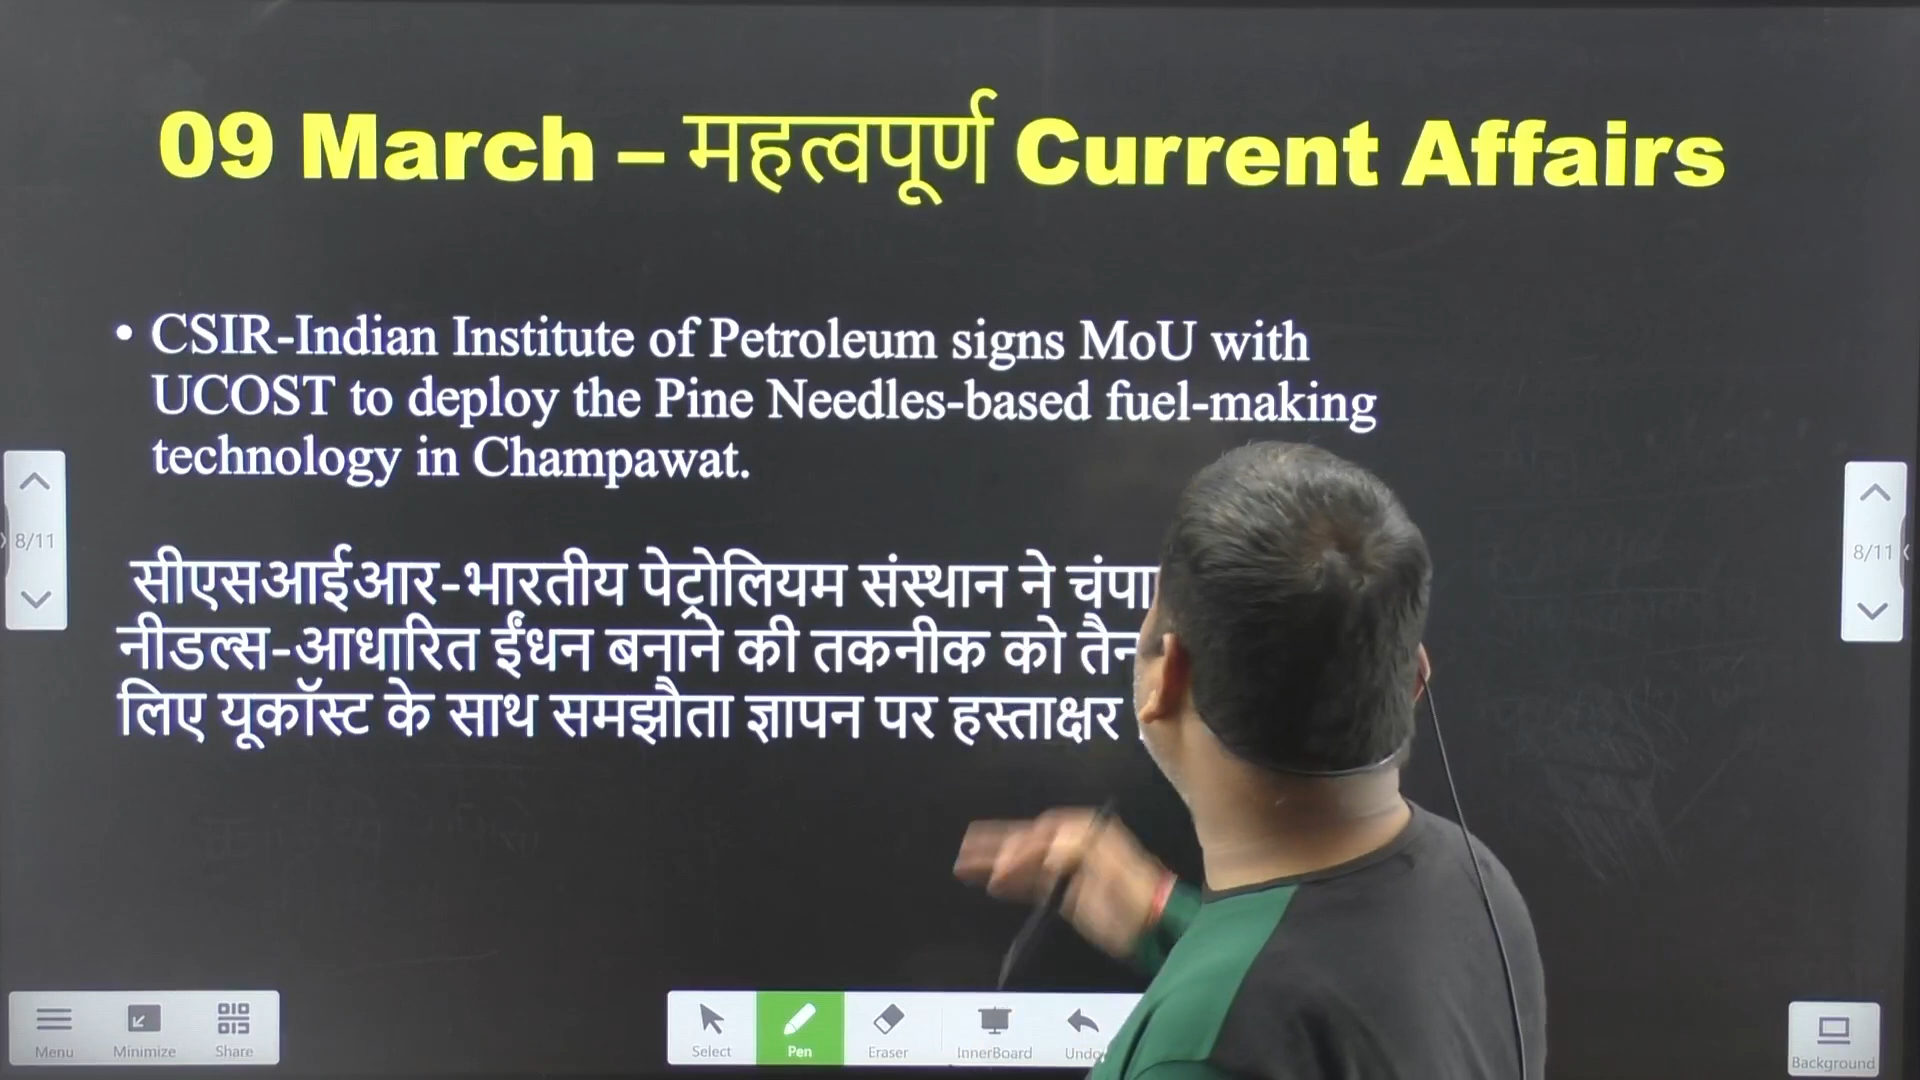 09 March – महत्वपूर्ण Current Affairs
• CSIR-Indian Institute of Petroleum signs MoU with
UCOST to deploy the Pine Needles-based fuel-making
technology in Champawat.
सीएसआईआर-भारतीय पेट्रोलियम संस्थान ने
नीडल्स-आधारित ईंधन बनाने की तकनीक को
लिए यूकॉस्ट के साथ समझौता ज्ञापन पर हस्ताक्षर
8/11
8/11
Menu
Minimize
Share
Select
Pen
Eraser
InnerBoard
Undo
Background